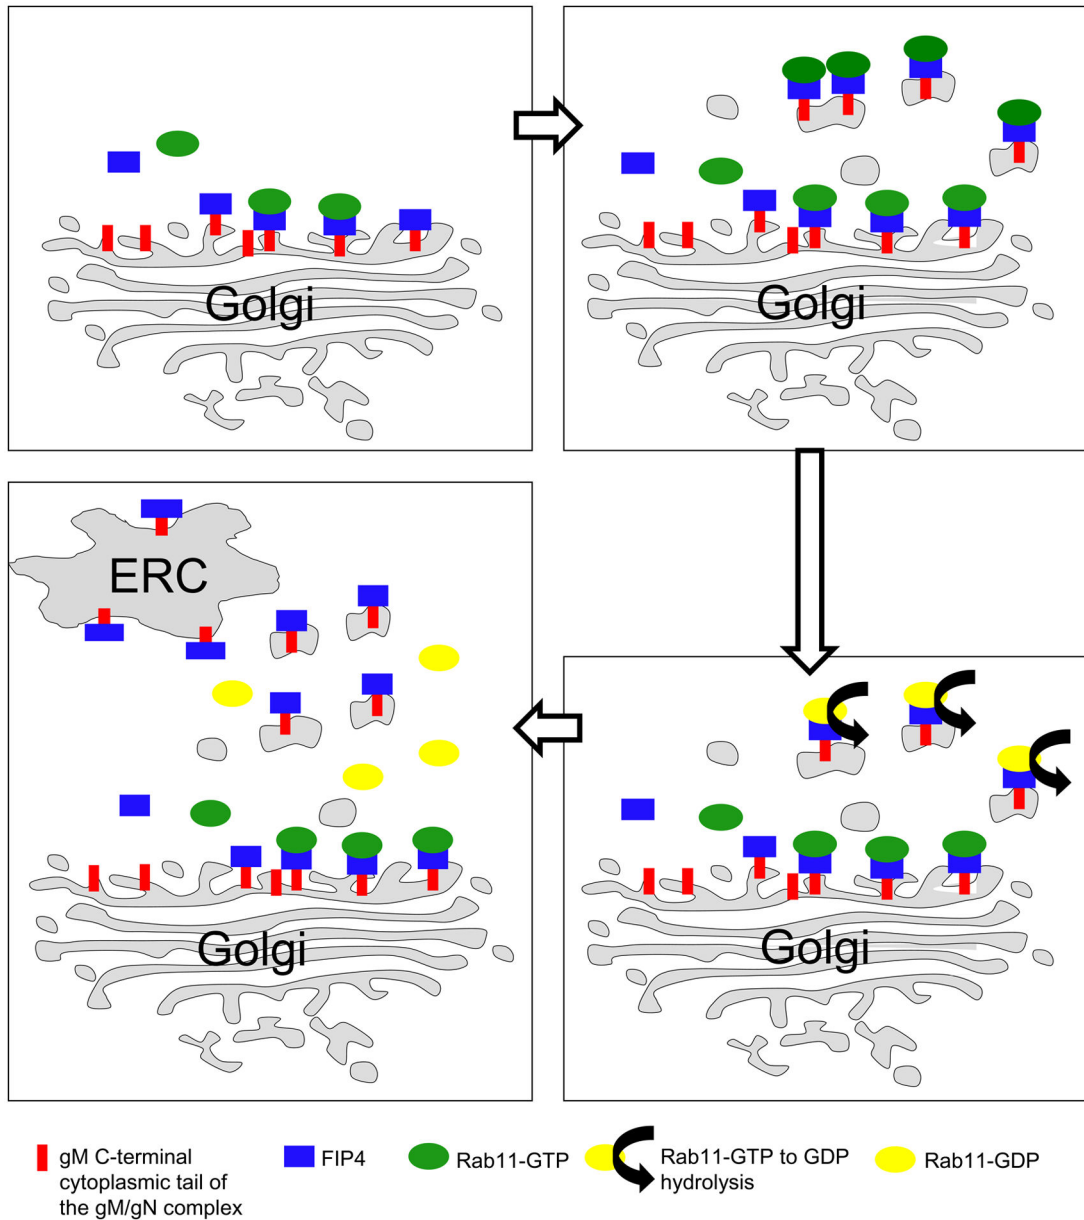 Golgi
Golgi
ERC
Golgi
Golgi
gM C-terminal
cytoplasmic tail of
the gM/gN complex
FIP4
Rab11-GTP
Rab11-GTP to GDP
hydrolysis
Rab11-GDP